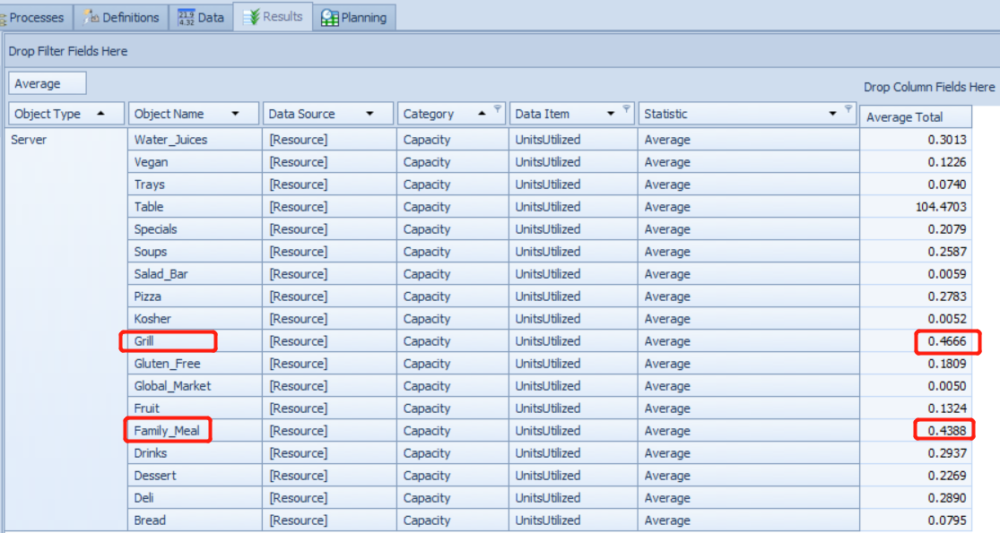 Processes Definitions 21.9 4.32 Data Results Planning
Drop Filter Fields Here
Average
Drop Column Fields Here
Object Type Object Name Data Source Category Data Item Statistic Average Total
Server Water_Juices [Resource] Capacity UnitsUtilized Average 0.3013
Vegan [Resource] Capacity UnitsUtilized Average 0.1226
Trays [Resource] Capacity UnitsUtilized Average 0.0740
Table [Resource] Capacity UnitsUtilized Average 104.4703
Specials [Resource] Capacity UnitsUtilized Average 0.2079
Soups [Resource] Capacity UnitsUtilized Average 0.2587
Salad_Bar [Resource] Capacity UnitsUtilized Average 0.0059
Pizza [Resource] Capacity UnitsUtilized Average 0.2783
Kosher [Resource] Capacity UnitsUtilized Average 0.0052
Grill [Resource] Capacity UnitsUtilized Average 0.4666
Gluten_Free [Resource] Capacity UnitsUtilized Average 0.1809
Global_Market [Resource] Capacity UnitsUtilized Average 0.0050
Fruit [Resource] Capacity UnitsUtilized Average 0.1324
Family_Meal [Resource] Capacity UnitsUtilized Average 0.4388
Drinks [Resource] Capacity UnitsUtilized Average 0.2937
Dessert [Resource] Capacity UnitsUtilized Average 0.2269
Deli [Resource] Capacity UnitsUtilized Average 0.2890
Bread [Resource] Capacity UnitsUtilized Average 0.0795